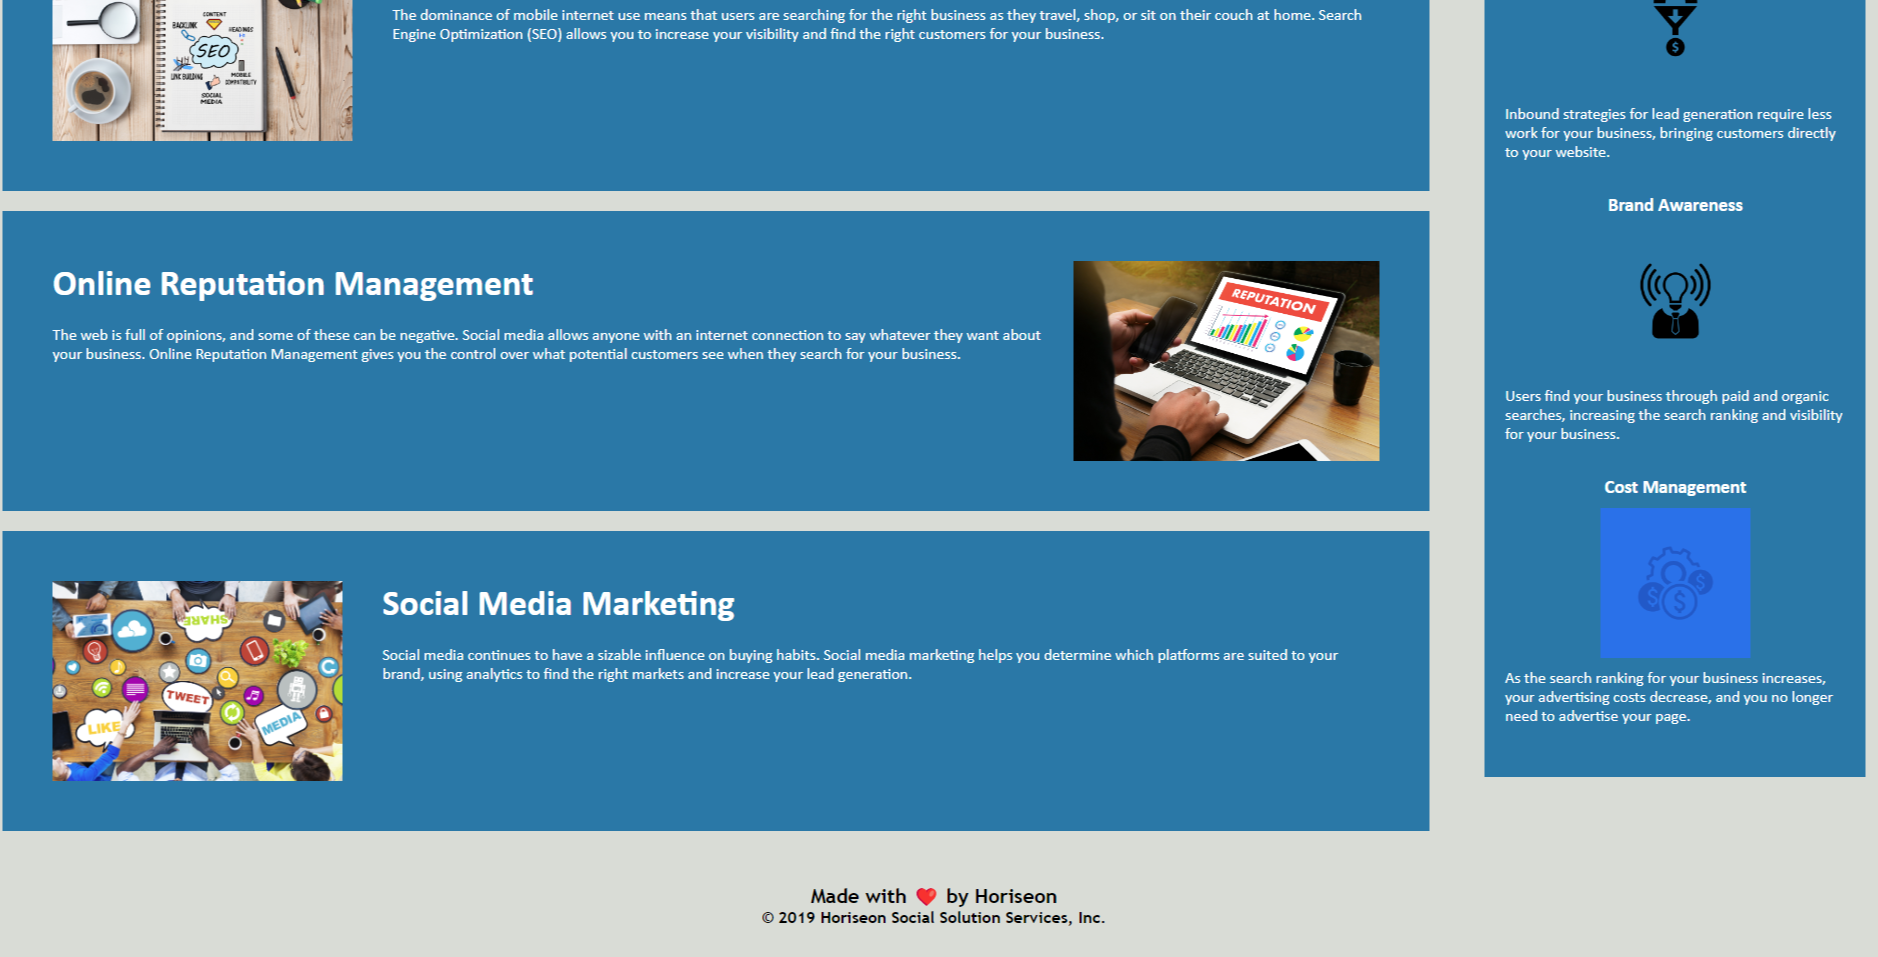 The dominance of mobile internet use means that users are searching for the right business as they travel, shop, or sit on their couch at home. Search
Engine Optimization (SEO) allows you to increase your visibility and find the right customers for your business.
CONTENT
BACKLINK
HEADINGS
SEO
LINK BUILDING
MOBILE
COMPATIBILITY
SOCIAL
MEDIA
Online Reputation Management
The web is full of opinions, and some of these can be negative. Social media allows anyone with an internet connection to say whatever they want about
your business. Online Reputation Management gives you the control over what potential customers see when they search for your business.
REPUTATION
Social Media Marketing
Social media continues to have a sizable influence on buying habits. Social media marketing helps you determine which platforms are suited to your
brand, using analytics to find the right markets and increase your lead generation.
SHARE
TWEET
LIKE
MEDIA
$
Inbound strategies for lead generation require less
work for your business, bringing customers directly
to your website.
Brand Awareness
Users find your business through paid and organic
searches, increasing the search ranking and visibility
for your business.
Cost Management
$
$
$
As the search ranking for your business increases,
your advertising costs decrease, and you no longer
need to advertise your page.
Made with ❤️ by Horiseon
© 2019 Horiseon Social Solution Services, Inc.